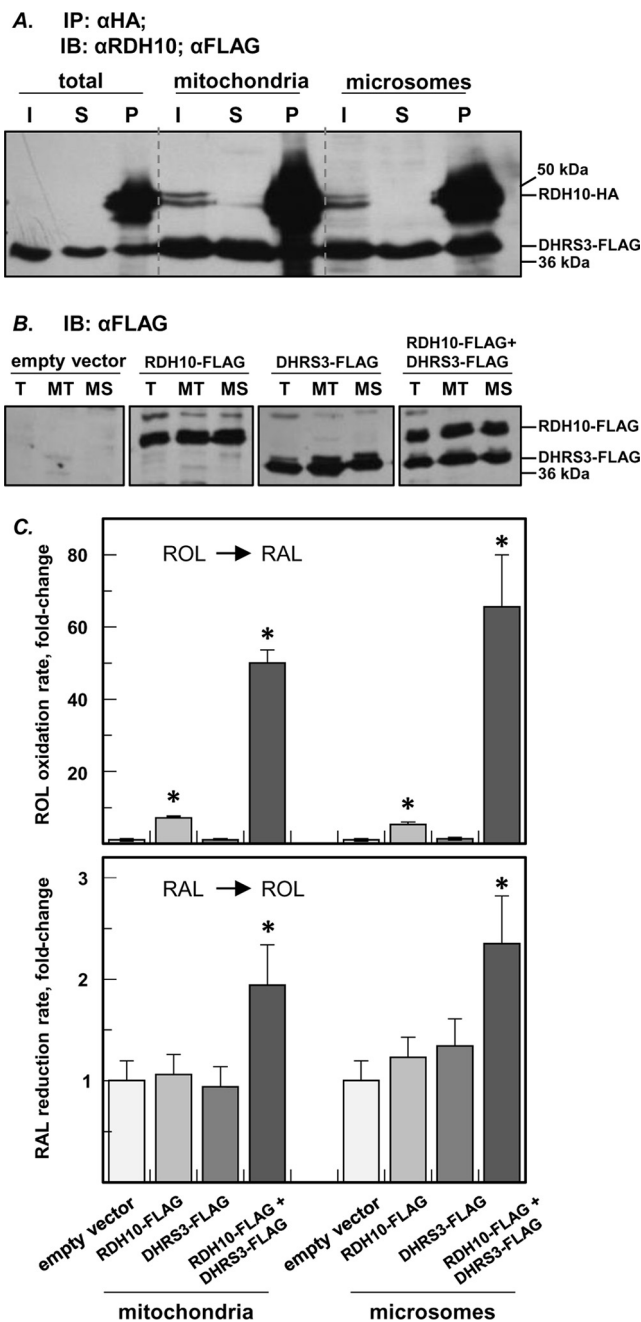 A. IP: αHA;
IB: αRDH10; αFLAG
total mitochondria microsomes
I S P I S P I S P
50 kDa
RDH10-HA
DHRS3-FLAG
36 kDa
B. IB: αFLAG
empty vector RDH10-FLAG DHRS3-FLAG RDH10-FLAG+
DHRS3-FLAG
T MT MS T MT MS T MT MS T MT MS
RDH10-FLAG
DHRS3-FLAG
36 kDa
C.
ROL oxidation rate, fold-change
80
60
40
20
ROL → RAL
*
*
*
*
RAL reduction rate, fold-change
3
2
1
RAL → ROL
*
*
empty vector
RDH10-FLAG
DHRS3-FLAG
RDH10-FLAG +
DHRS3-FLAG
empty vector
RDH10-FLAG
DHRS3-FLAG
RDH10-FLAG +
DHRS3-FLAG
mitochondria microsomes